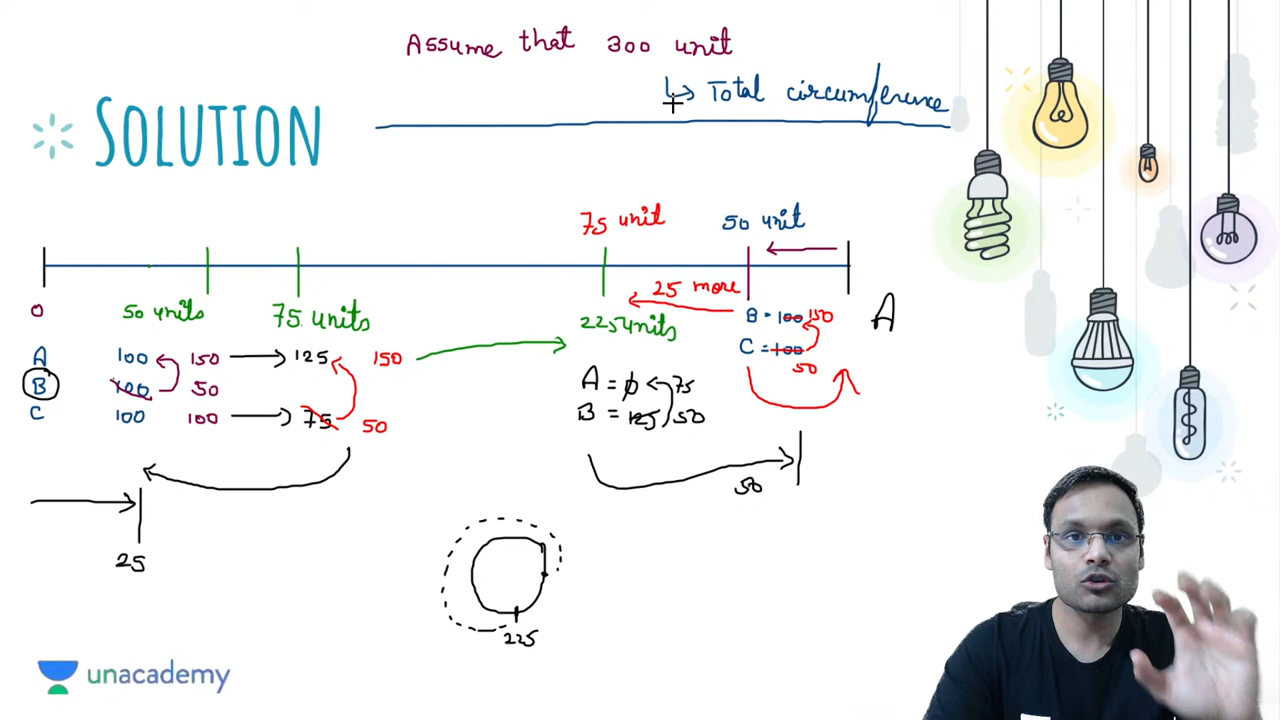 Assume that 300 unit
↳ Total circumference
SOLUTION
75 unit
50 unit
25 more
0
50 units
75 units
225 units
B = 100 150
C = 100
50
A
A 100 150 → 125 150
B 100 50
C 100 100 → 75 50
A = 0 75
B = 125 50
50
25
225
unacademy